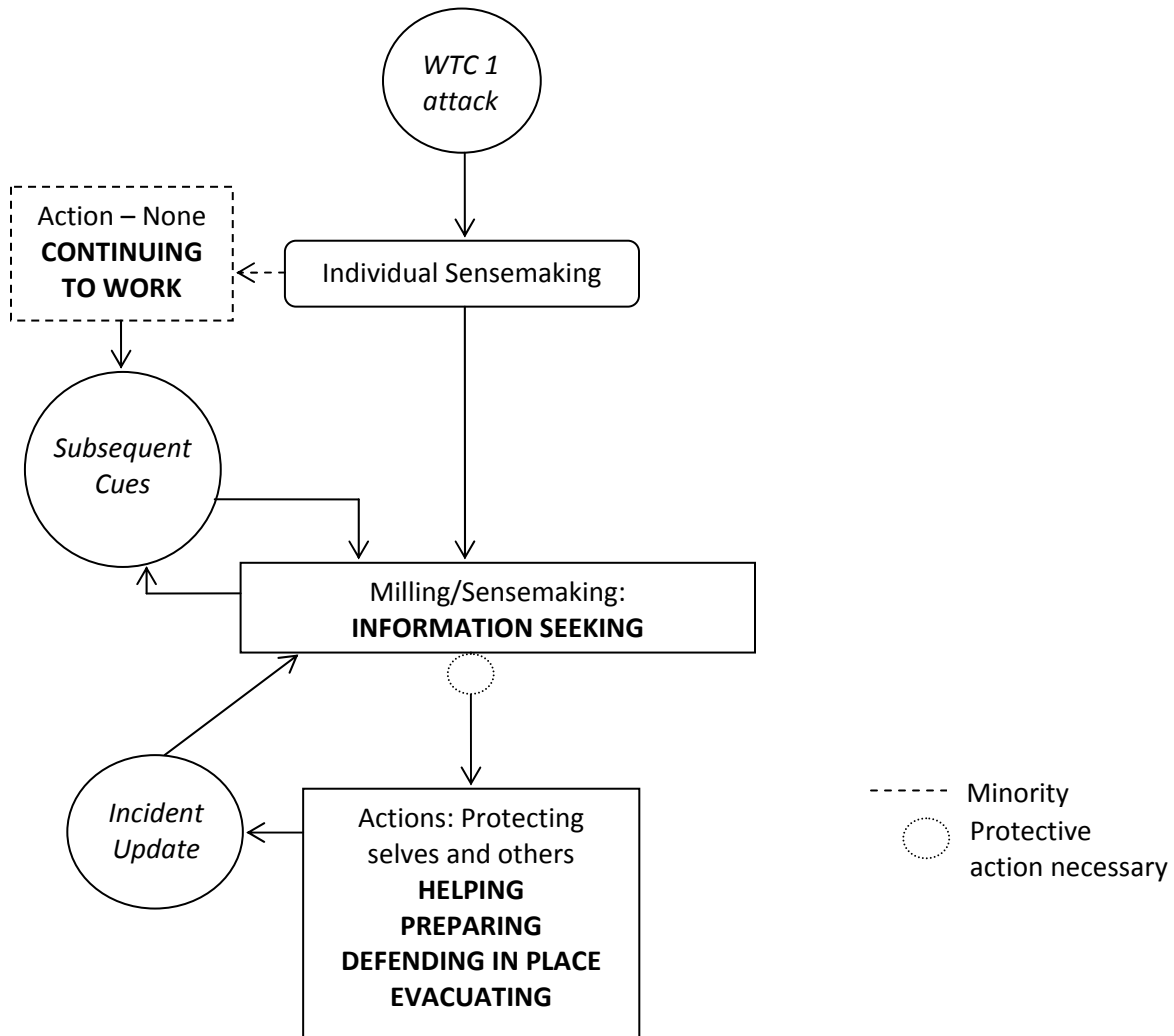 WTC 1
attack
Action – None
CONTINUING
TO WORK
Individual Sensemaking
Subsequent
Cues
Milling/Sensemaking:
INFORMATION SEEKING
Incident
Update
Actions: Protecting
selves and others
HELPING
PREPARING
DEFENDING IN PLACE
EVACUATING
Minority
Protective
action necessary